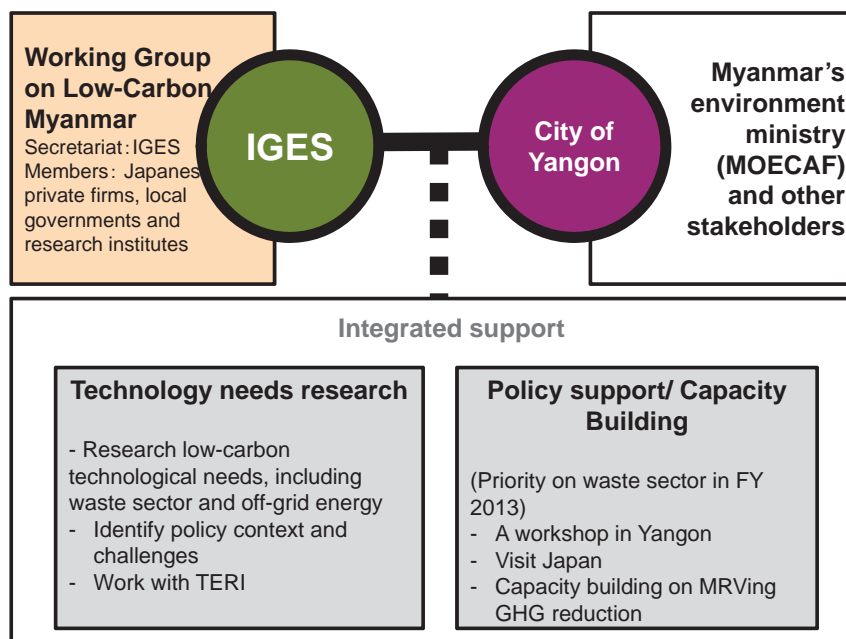 Working Group
on Low-Carbon
Myanmar
Secretariat:IGES
Members: Japanes
private firms, local
governments and
research institutes
IGES
City of
Yangon
Myanmar's
environment
ministry
(MOECAF)
and other
stakeholders
Integrated support
Technology needs research
- Research low-carbon
technological needs, including
waste sector and off-grid energy
- Identify policy context and
challenges
- Work with TERI
Policy support/ Capacity
Building
(Priority on waste sector in FY
2013)
- A workshop in Yangon
- Visit Japan
- Capacity building on MRVing
GHG reduction